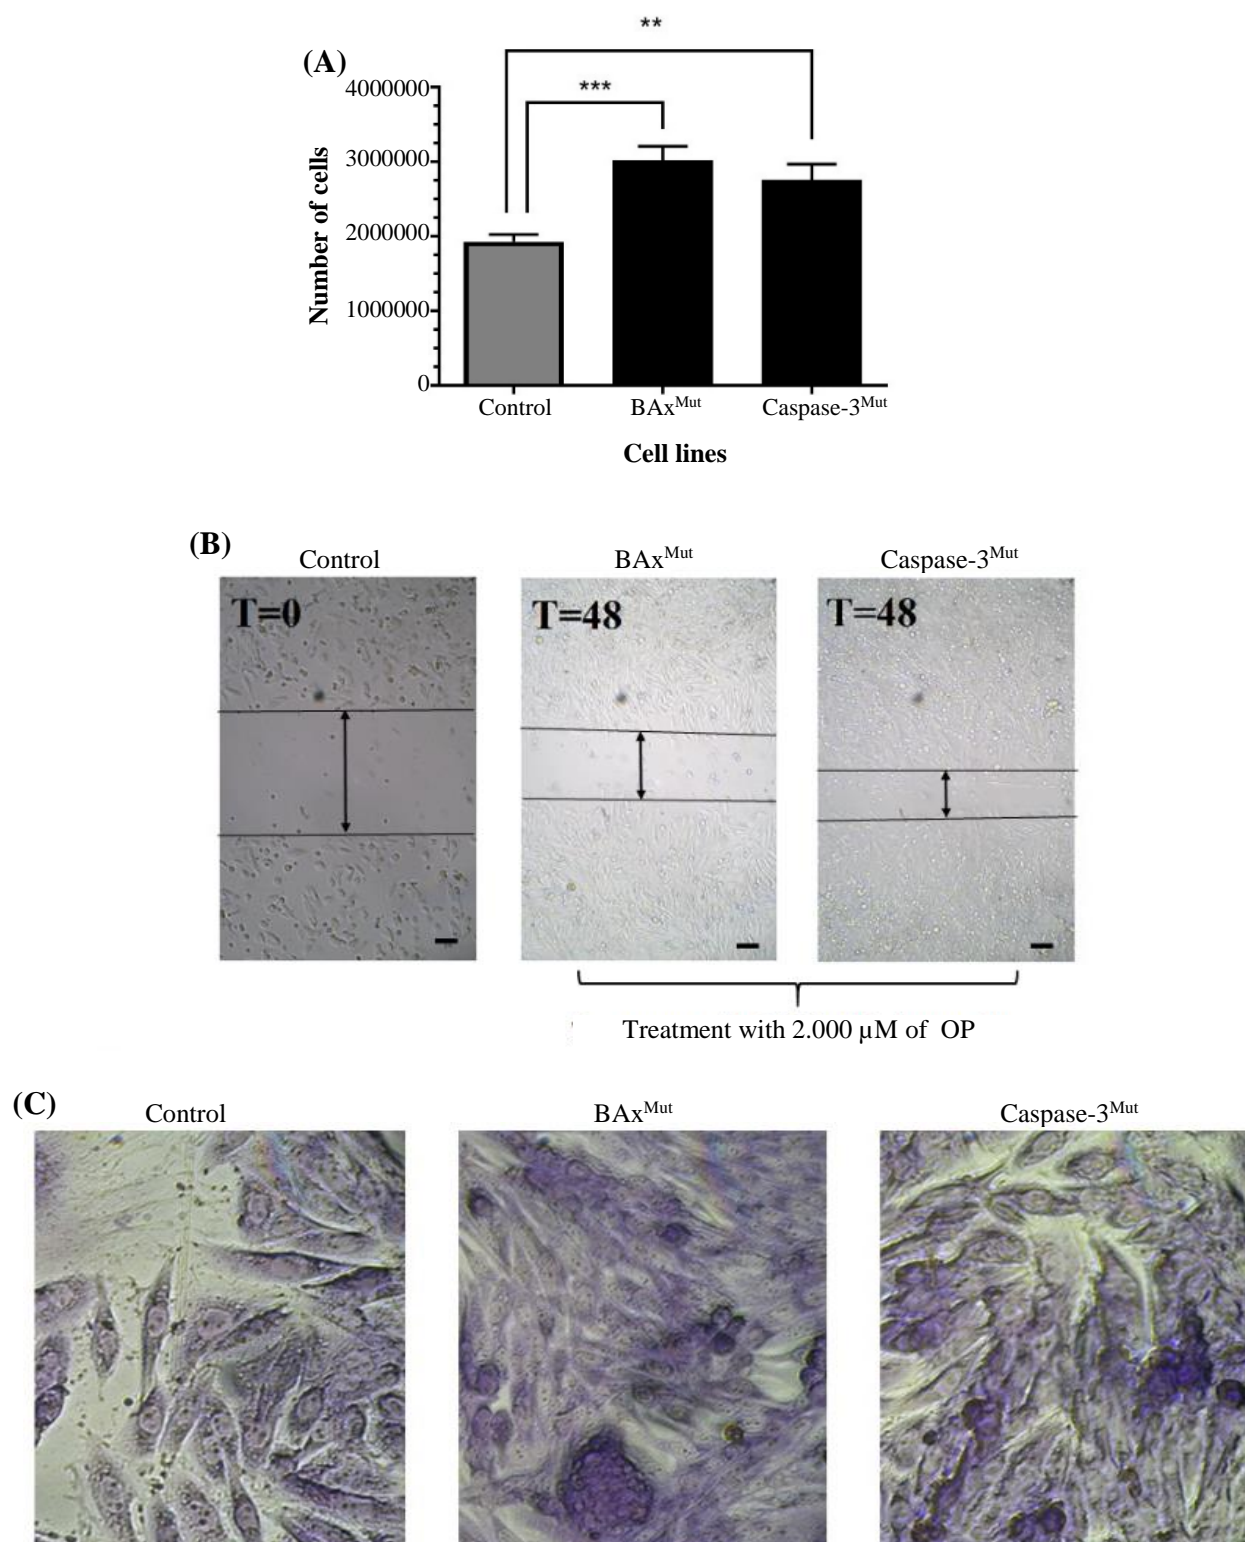 **
(A)
***
4000000
3000000
2000000
1000000
0
Number of cells
Control BAx^Mut Caspase-3^Mut
Cell lines
(B)
Control BAx^Mut Caspase-3^Mut
T=0 T=48 T=48
Treatment with 2.000 µM of OP
(C)
Control BAx^Mut Caspase-3^Mut